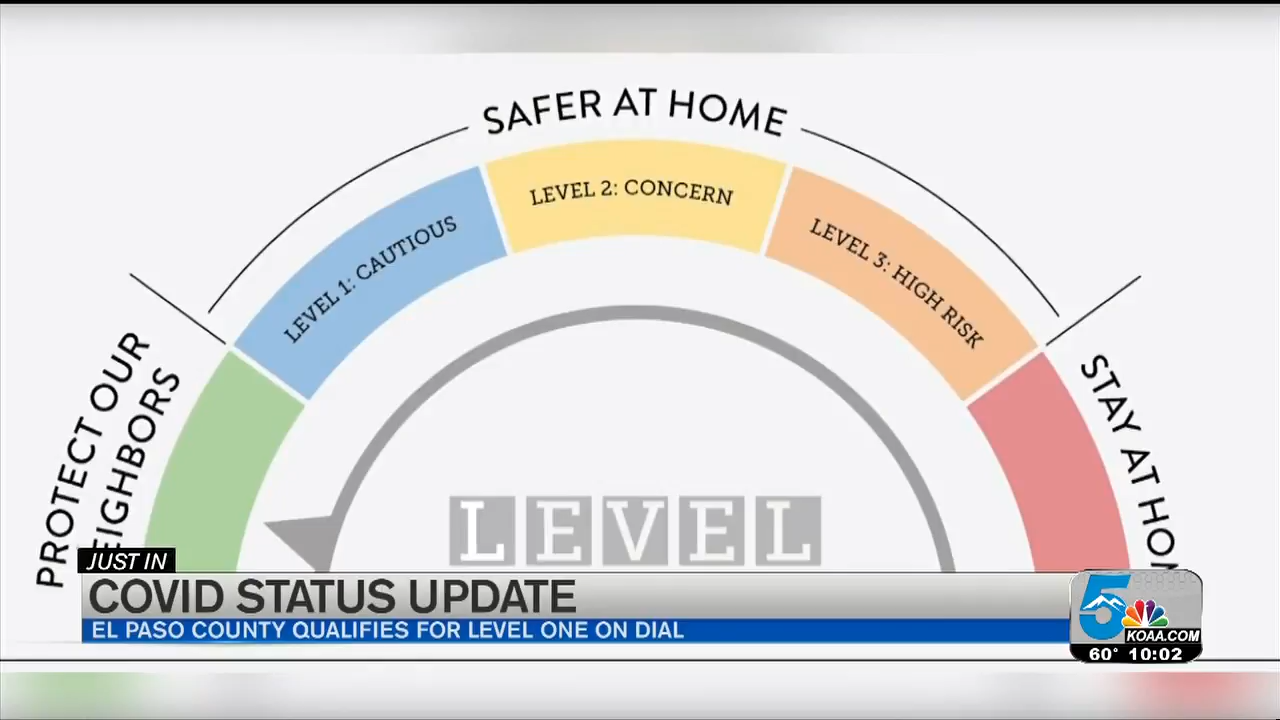 SAFER AT HOME
LEVEL 1: CAUTIOUS
LEVEL 2: CONCERN
LEVEL 3: HIGH RISK
PROTECT OUR
EIGHBORS
STAY AT HOM
LEVEL
JUST IN
COVID STATUS UPDATE
EL PASO COUNTY QUALIFIES FOR LEVEL ONE ON DIAL
5
KOAA.COM
60° 10:02